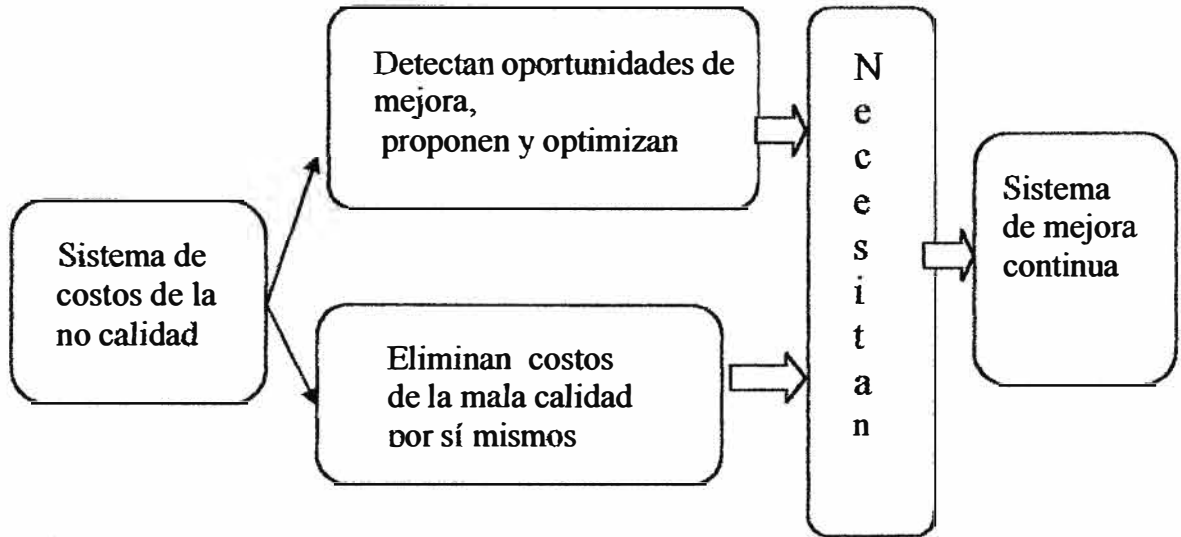 Sistema de
costos de la
no calidad
Detectan oportunidades de
mejora,
proponen y optimizan
Eliminan costos
de la mala calidad
por sí mismos
Necesitan
Sistema
de mejora
continua